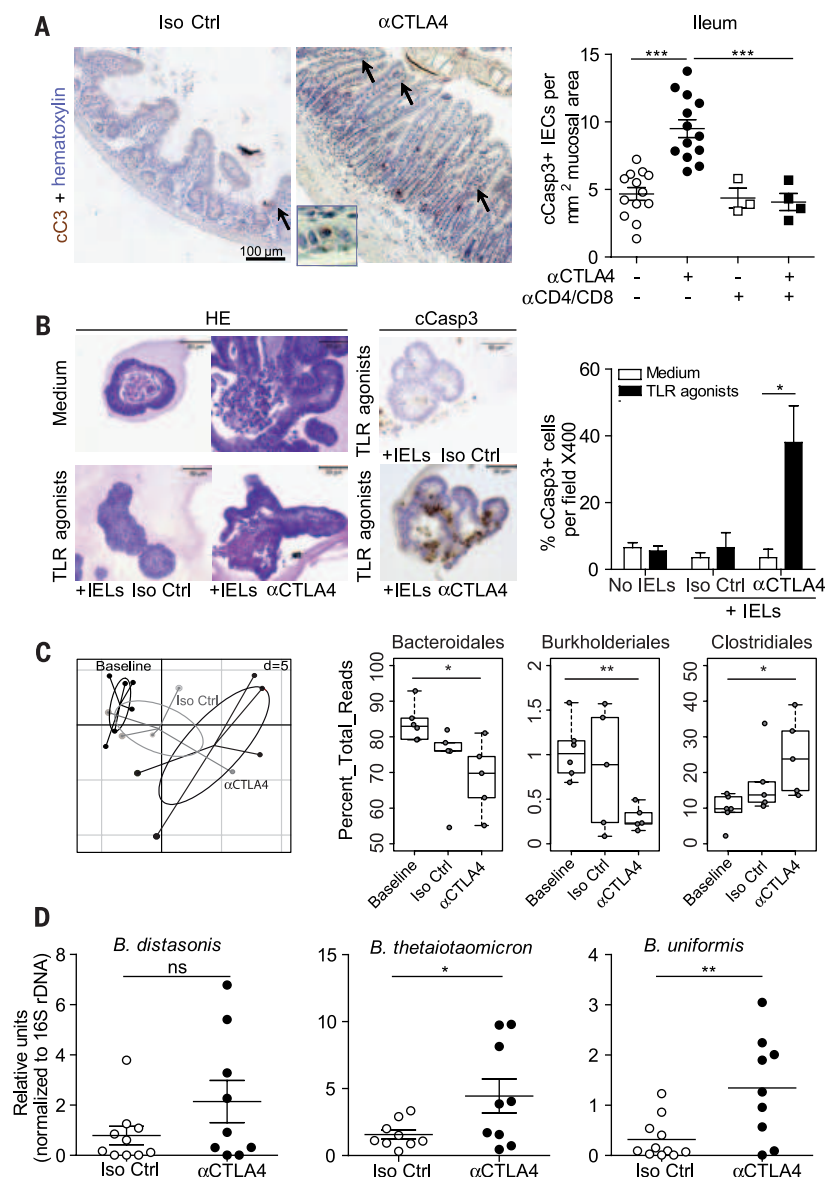 A
Iso Ctrl
αCTLA4
cC3 + hematoxylin
100 µm
Ileum
cCasp3+ IECs per
mm 2 mucosal area
15
10
5
0
***
***
αCTLA4 - + - +
αCD4/CD8 - - + +
B
HE
cCasp3
Medium
TLR agonists
TLR agonists
+IELs Iso Ctrl
TLR agonists
+IELs Iso Ctrl
+IELs αCTLA4
TLR agonists
+IELs αCTLA4
% cCasp3+ cells
per field X400
60
40
20
0
Medium
TLR agonists
*
No IELs
Iso Ctrl
αCTLA4
+ IELs
C
Baseline
d=5
Iso Ctrl
αCTLA4
Percent_Total_Reads
Bacteroidales
100
90
80
70
60
50
*
Baseline
Iso Ctrl
αCTLA4
Burkholderiales
2
1.5
1
0.5
0
**
Baseline
Iso Ctrl
αCTLA4
Clostridiales
50
40
30
20
10
0
*
Baseline
Iso Ctrl
αCTLA4
D
Relative units
(normalized to 16S rDNA)
B. distasonis
8
6
4
2
0
ns
Iso Ctrl
αCTLA4
B. thetaiotaomicron
15
10
5
0
*
Iso Ctrl
αCTLA4
B. uniformis
4
3
2
1
0
**
Iso Ctrl
αCTLA4